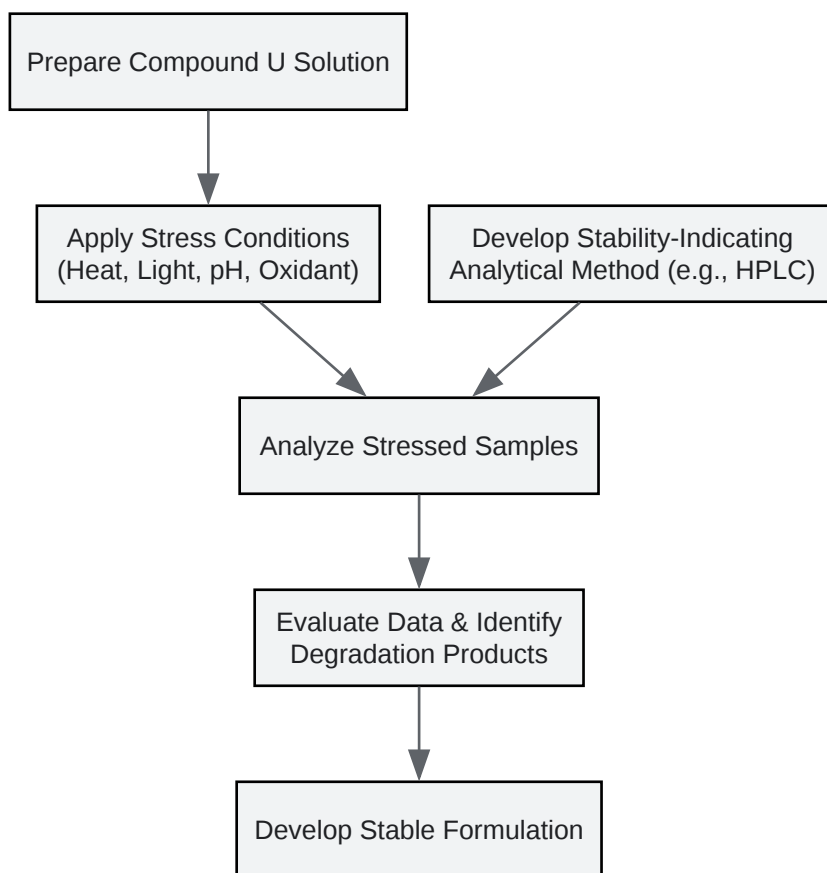 Prepare Compound U Solution
Apply Stress Conditions
(Heat, Light, pH, Oxidant)
Develop Stability-Indicating
Analytical Method (e.g., HPLC)
Analyze Stressed Samples
Evaluate Data & Identify
Degradation Products
Develop Stable Formulation